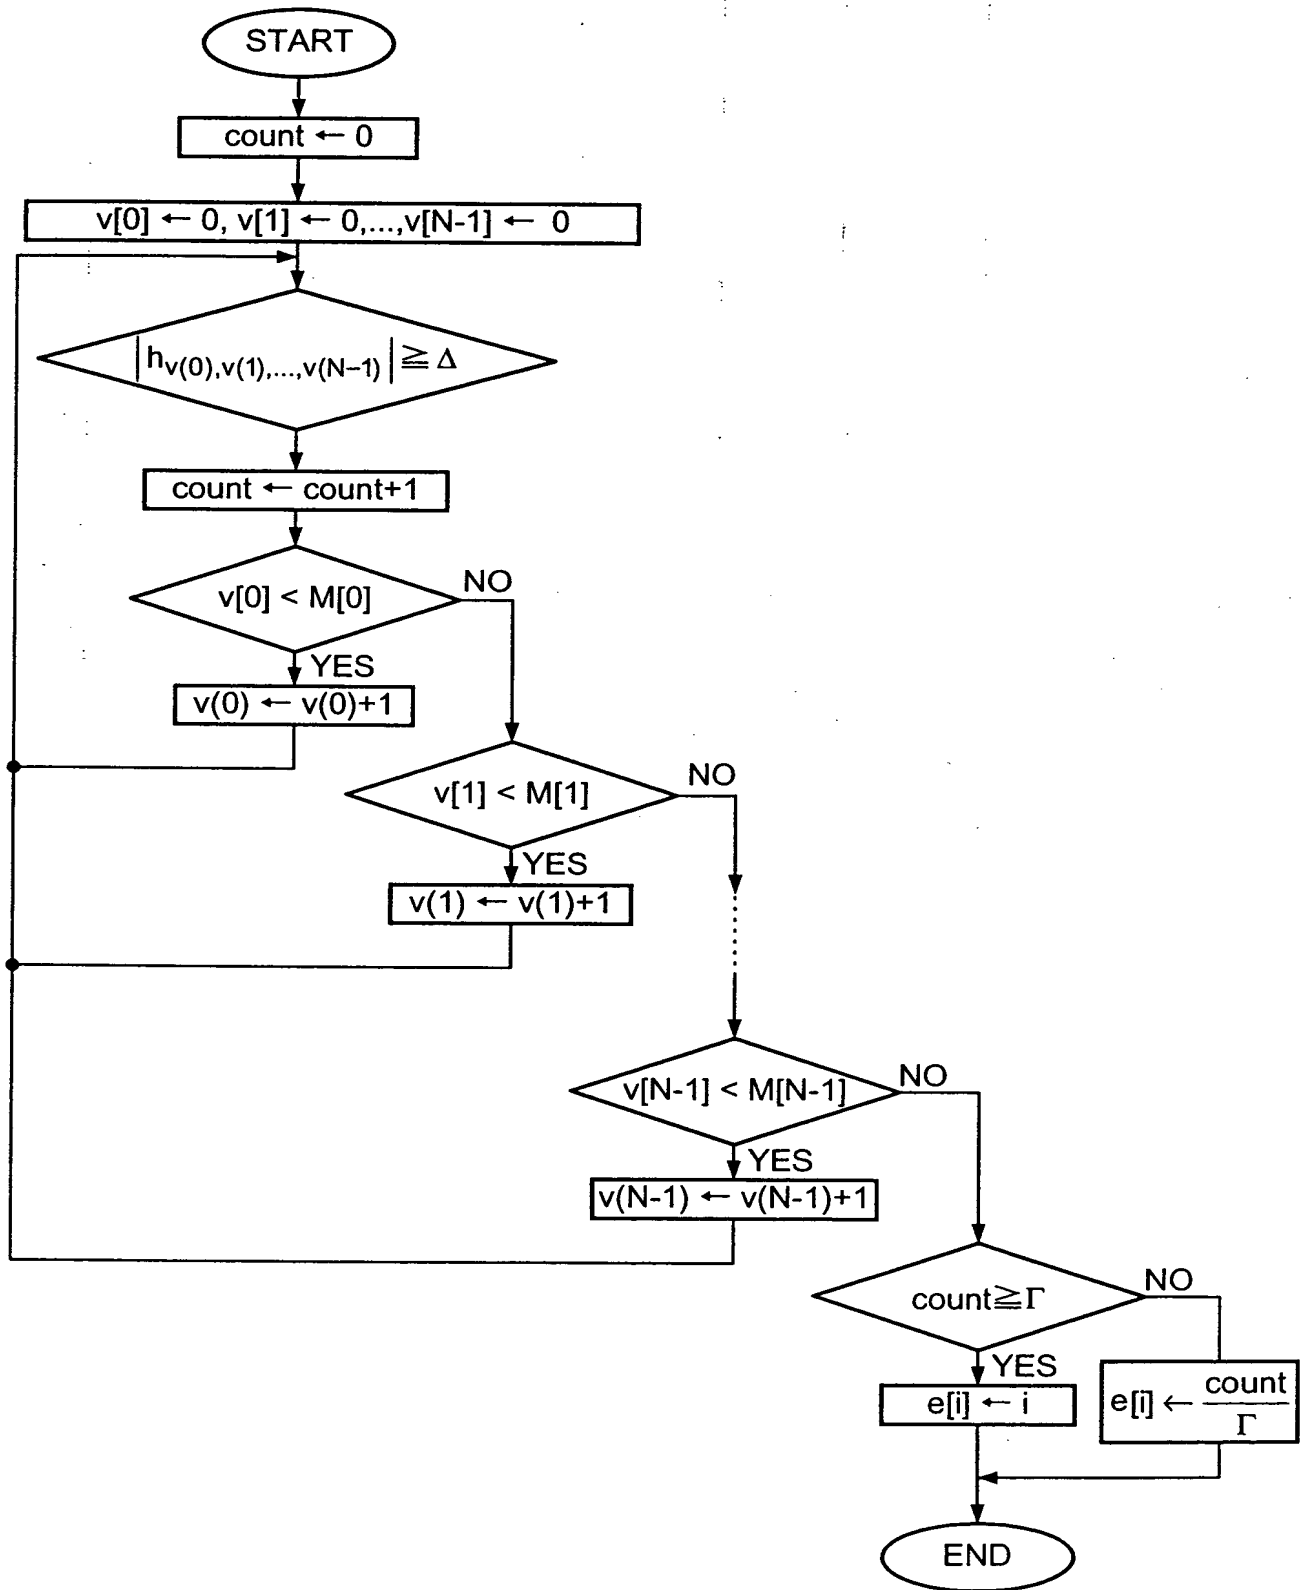 START
count ← 0
v[0] ← 0, v[1] ← 0,...,v[N-1] ← 0
|h v(0),v(1),...,v(N−1)| ≧ Δ
count ← count+1
v[0] < M[0]
NO
YES
v(0) ← v(0)+1
v[1] < M[1]
NO
YES
v(1) ← v(1)+1
v[N-1] < M[N-1]
NO
YES
v(N-1) ← v(N-1)+1
count≧Γ
NO
YES
e[i] ← i
e[i] ← count
Γ
END